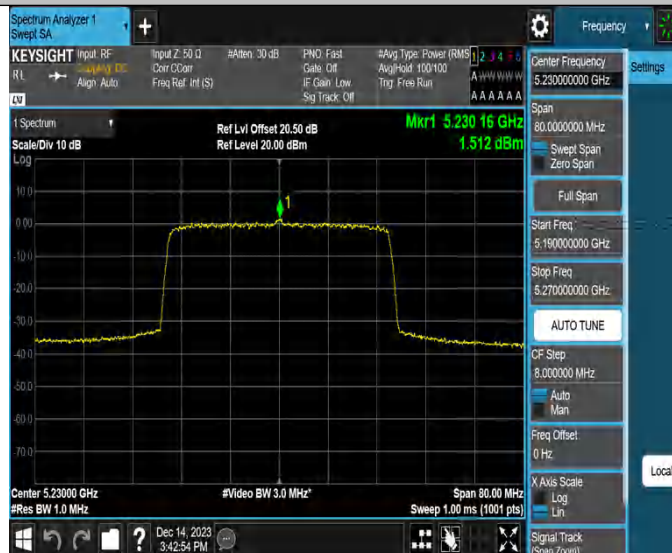 Spectrum Analyzer 1
Swept SA
Frequency
KEYSIGHT
RL
Input: RF
Coupling: DC
Align: Auto
Input Z: 50 Ω
Corr CCorr
Freq Ref: Int (S)
#Atten: 30 dB
PNO: Fast
Gate: Off
IF Gain: Low
Sig Track: Off
#Avg Type: Power (RMS
Avg|Hold: 100/100
Trig: Free Run
1 2 3 4 5 6
A W W W W W
A A A A A A
LNI
1 Spectrum
Scale/Div 10 dB
Log
Ref Lvl Offset 20.50 dB
Ref Level 20.00 dBm
Mkr1 5.230 16 GHz
1.512 dBm
10.0
0.00
-10.0
-20.0
-30.0
-40.0
-50.0
-60.0
-70.0
1
Center 5.23000 GHz
#Res BW 1.0 MHz
#Video BW 3.0 MHz*
Span 80.00 MHz
Sweep 1.00 ms (1001 pts)
Center Frequency
5.230000000 GHz
Span
80.0000000 MHz
Swept Span
Zero Span
Full Span
Start Freq
5.190000000 GHz
Stop Freq
5.270000000 GHz
AUTO TUNE
CF Step
8.000000 MHz
Auto
Man
Freq Offset
0 Hz
X Axis Scale
Log
Lin
Signal Track
(Span Zoom)
Settings
Local
Dec 14, 2023
3:42:54 PM